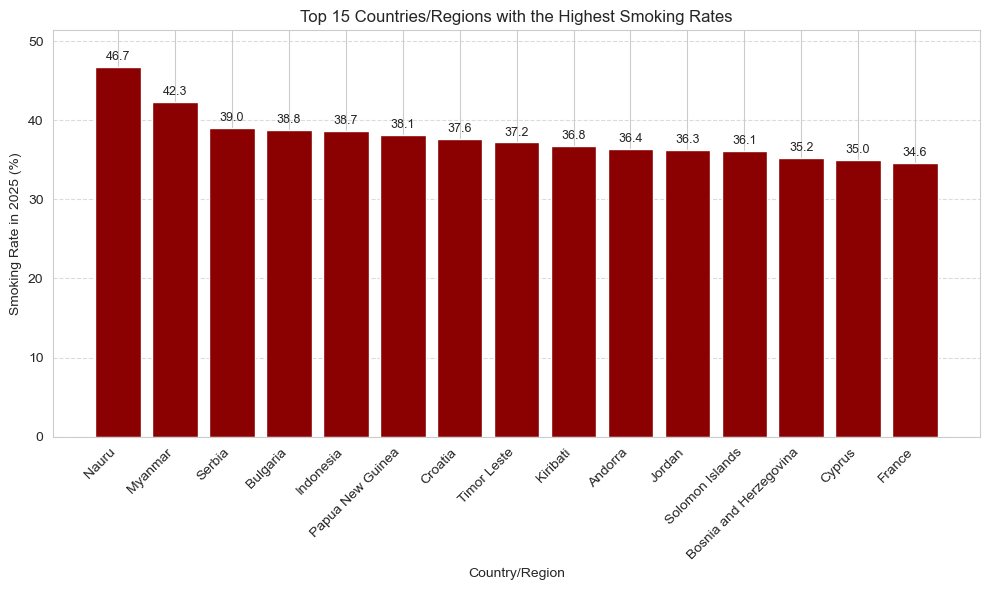 Top 15 Countries/Regions with the Highest Smoking Rates
Smoking Rate in 2025 (%)
50
40
30
20
10
0
46.7
42.3
39.0
38.8
38.7
38.1
37.6
37.2
36.8
36.4
36.3
36.1
35.2
35.0
34.6
Nauru
Myanmar
Serbia
Bulgaria
Indonesia
Papua New Guinea
Croatia
Timor Leste
Kiribati
Andorra
Jordan
Solomon Islands
Bosnia and Herzegovina
Cyprus
France
Country/Region